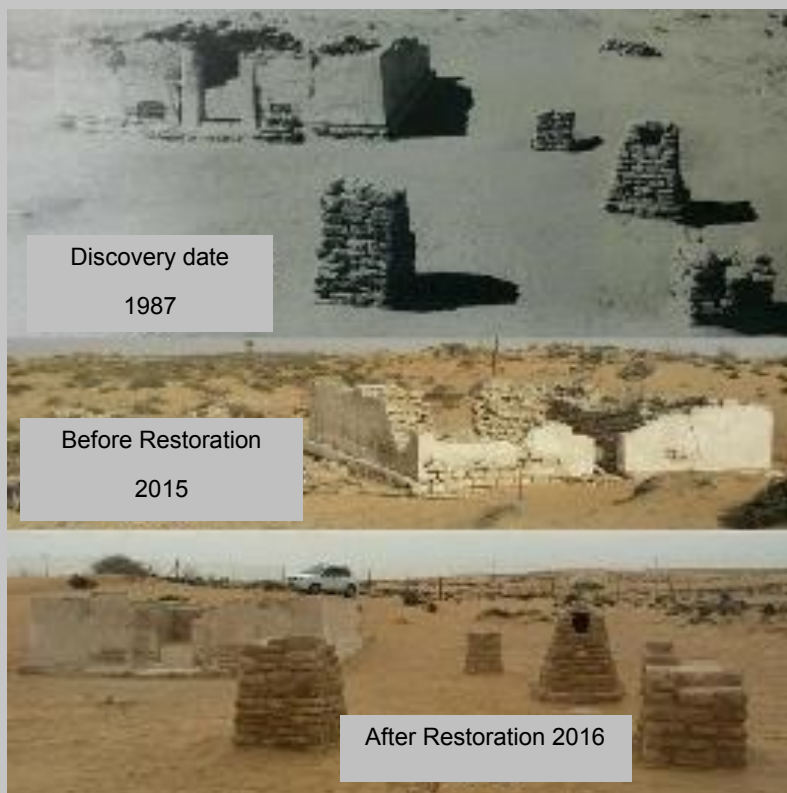 Discovery date
1987
Before Restoration
2015
After Restoration 2016